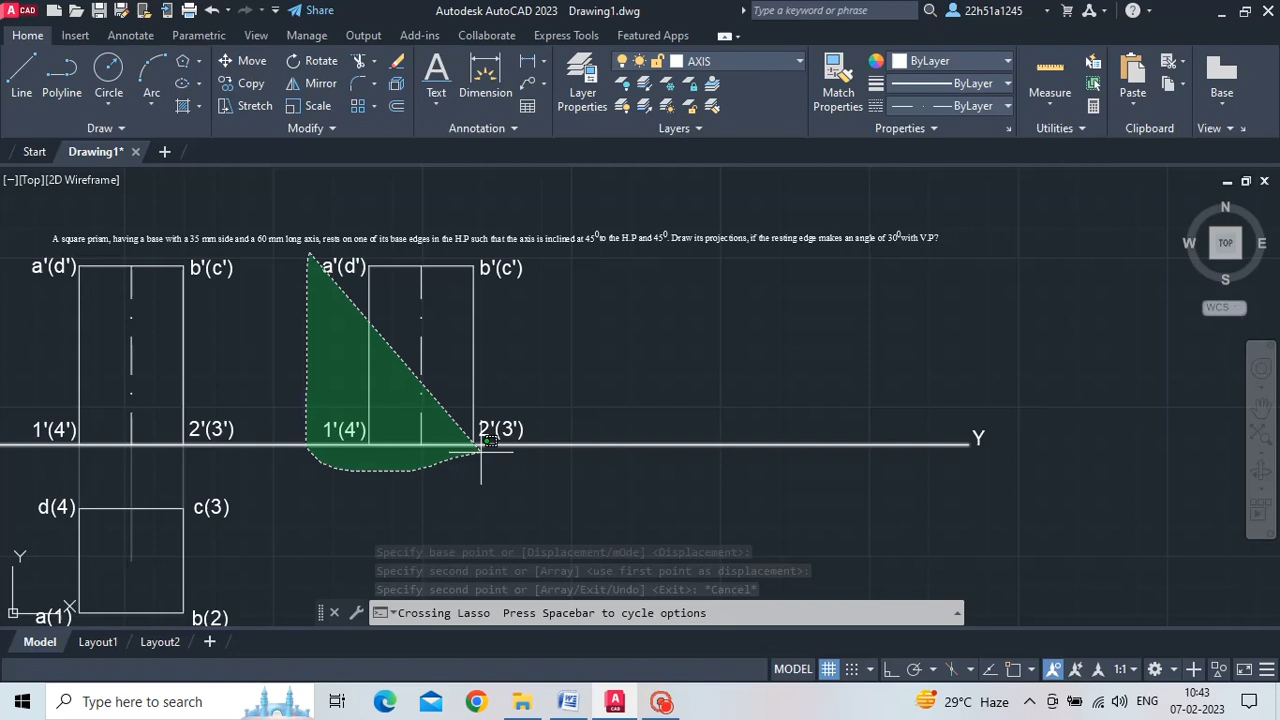 CAD
Share
Autodesk AutoCAD 2023 Drawing1.dwg
Type a keyword or phrase
22h51a1245
Home Insert Annotate Parametric View Manage Output Add-ins Collaborate Express Tools Featured Apps
Line Polyline Circle Arc
Move Rotate
Copy Mirror
Stretch Scale
Text Dimension
Layer Properties
AXIS
Match Properties
ByLayer
ByLayer
ByLayer
Measure
Paste
Base
Draw Modify Annotation Layers Properties Utilities Clipboard View
Start Drawing1*
[−][Top][2D Wireframe]
N
W TOP E
S
WCS
A square prism, having a base with a 35 mm side and a 60 mm long axis, rests on one of its base edges in the H.P such that the axis is inclined at 45⁰to the H.P and 45⁰. Draw its projections, if the resting edge makes an angle of 30⁰with V.P?
a'(d') b'(c') a'(d') b'(c')
1'(4') 2'(3') 1'(4') 2'(3')
Y
d(4) c(3)
Y
X
a(1) b(2)
Specify base point or [Displacement/mOde] <Displacement>:
Specify second point or [Array] <use first point as displacement>:
Specify second point or [Array/Exit/Undo] <Exit>: *Cancel*
Crossing Lasso Press Spacebar to cycle options
Model Layout1 Layout2
MODEL 1:1
Type here to search
29°C Haze ENG 10:43
07-02-2023